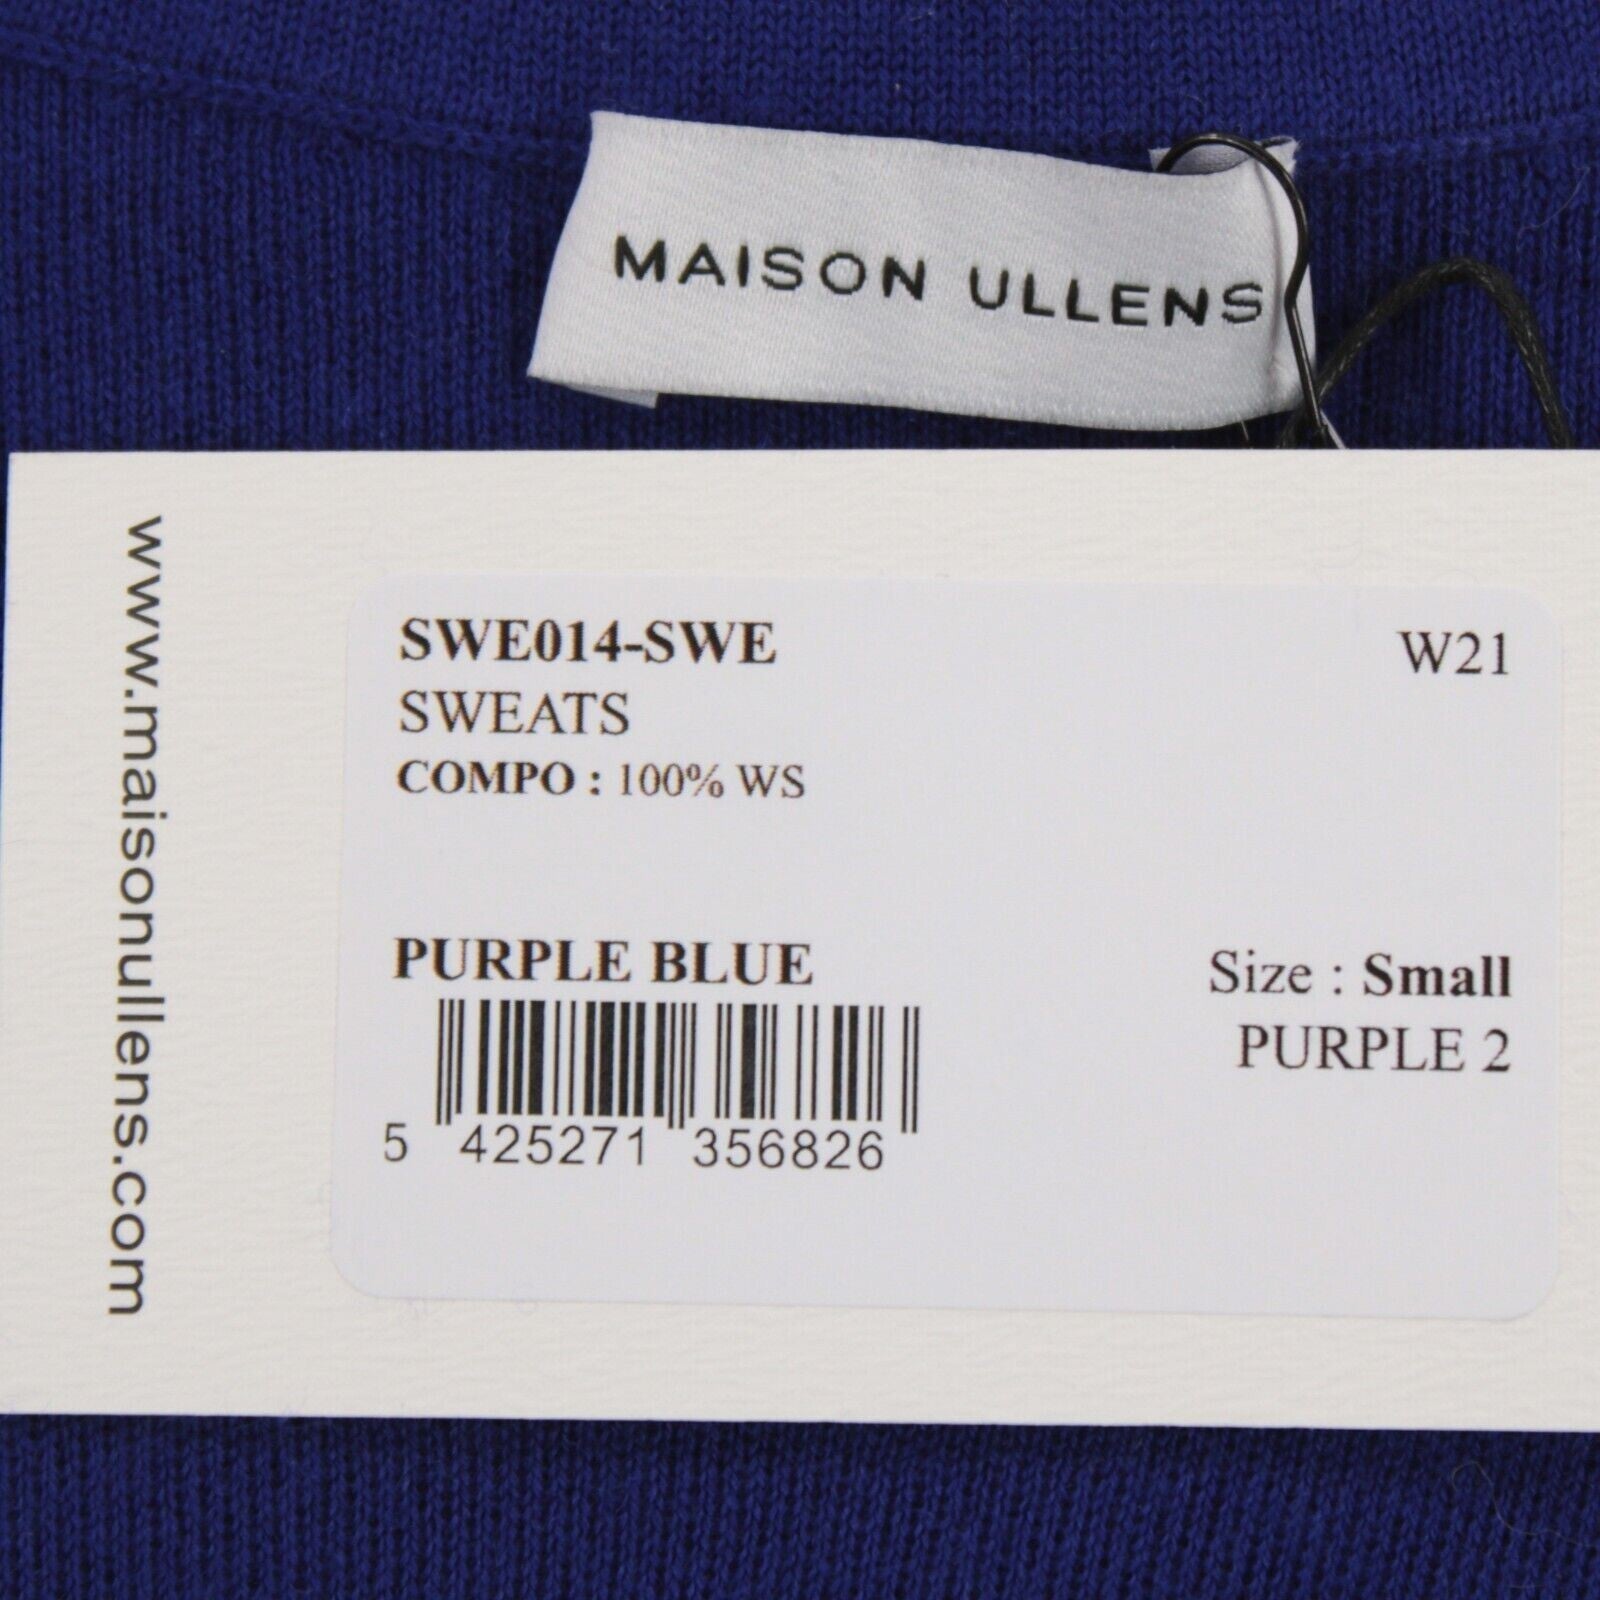 MAISON ULLENS
www.maisonullens.com
SWE014-SWE
W21
SWEATS
COMPO : 100% WS
PURPLE BLUE
Size : Small
PURPLE 2
5 425271 356826